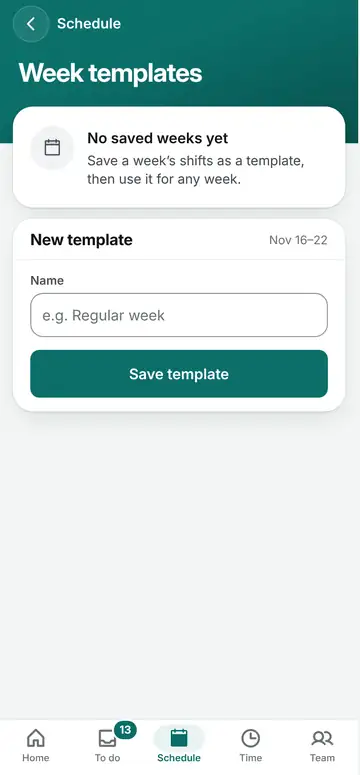 Schedule
Week templates
No saved weeks yet
Save a week’s shifts as a template,
then use it for any week.
New template
Nov 16–22
Name
e.g. Regular week
Save template
13
Home
To do
Schedule
Time
Team